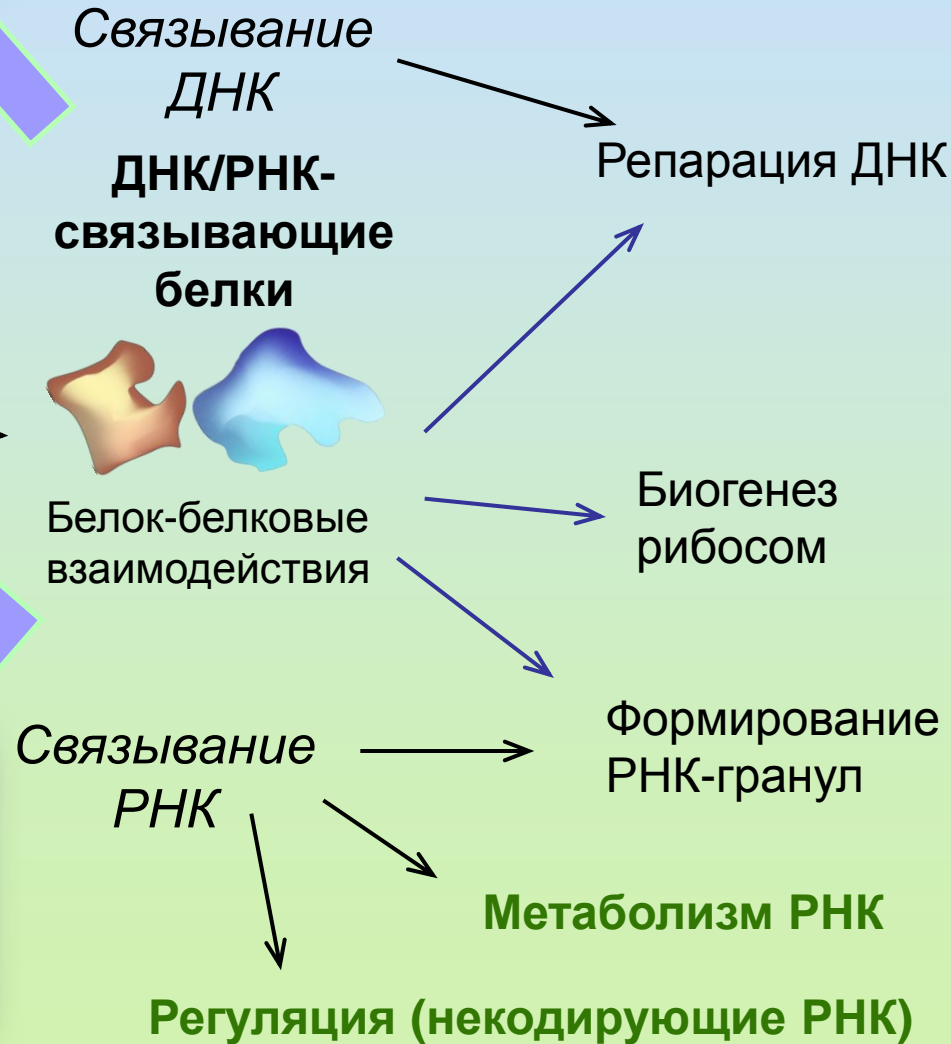 Связывание
ДНК
Репарация ДНК
ДНК/РНК-
связывающие
белки
Белок-белковые
взаимодействия
Биогенез
рибосом
Связывание
РНК
Формирование
РНК-гранул
Метаболизм РНК
Регуляция (некодирующие РНК)